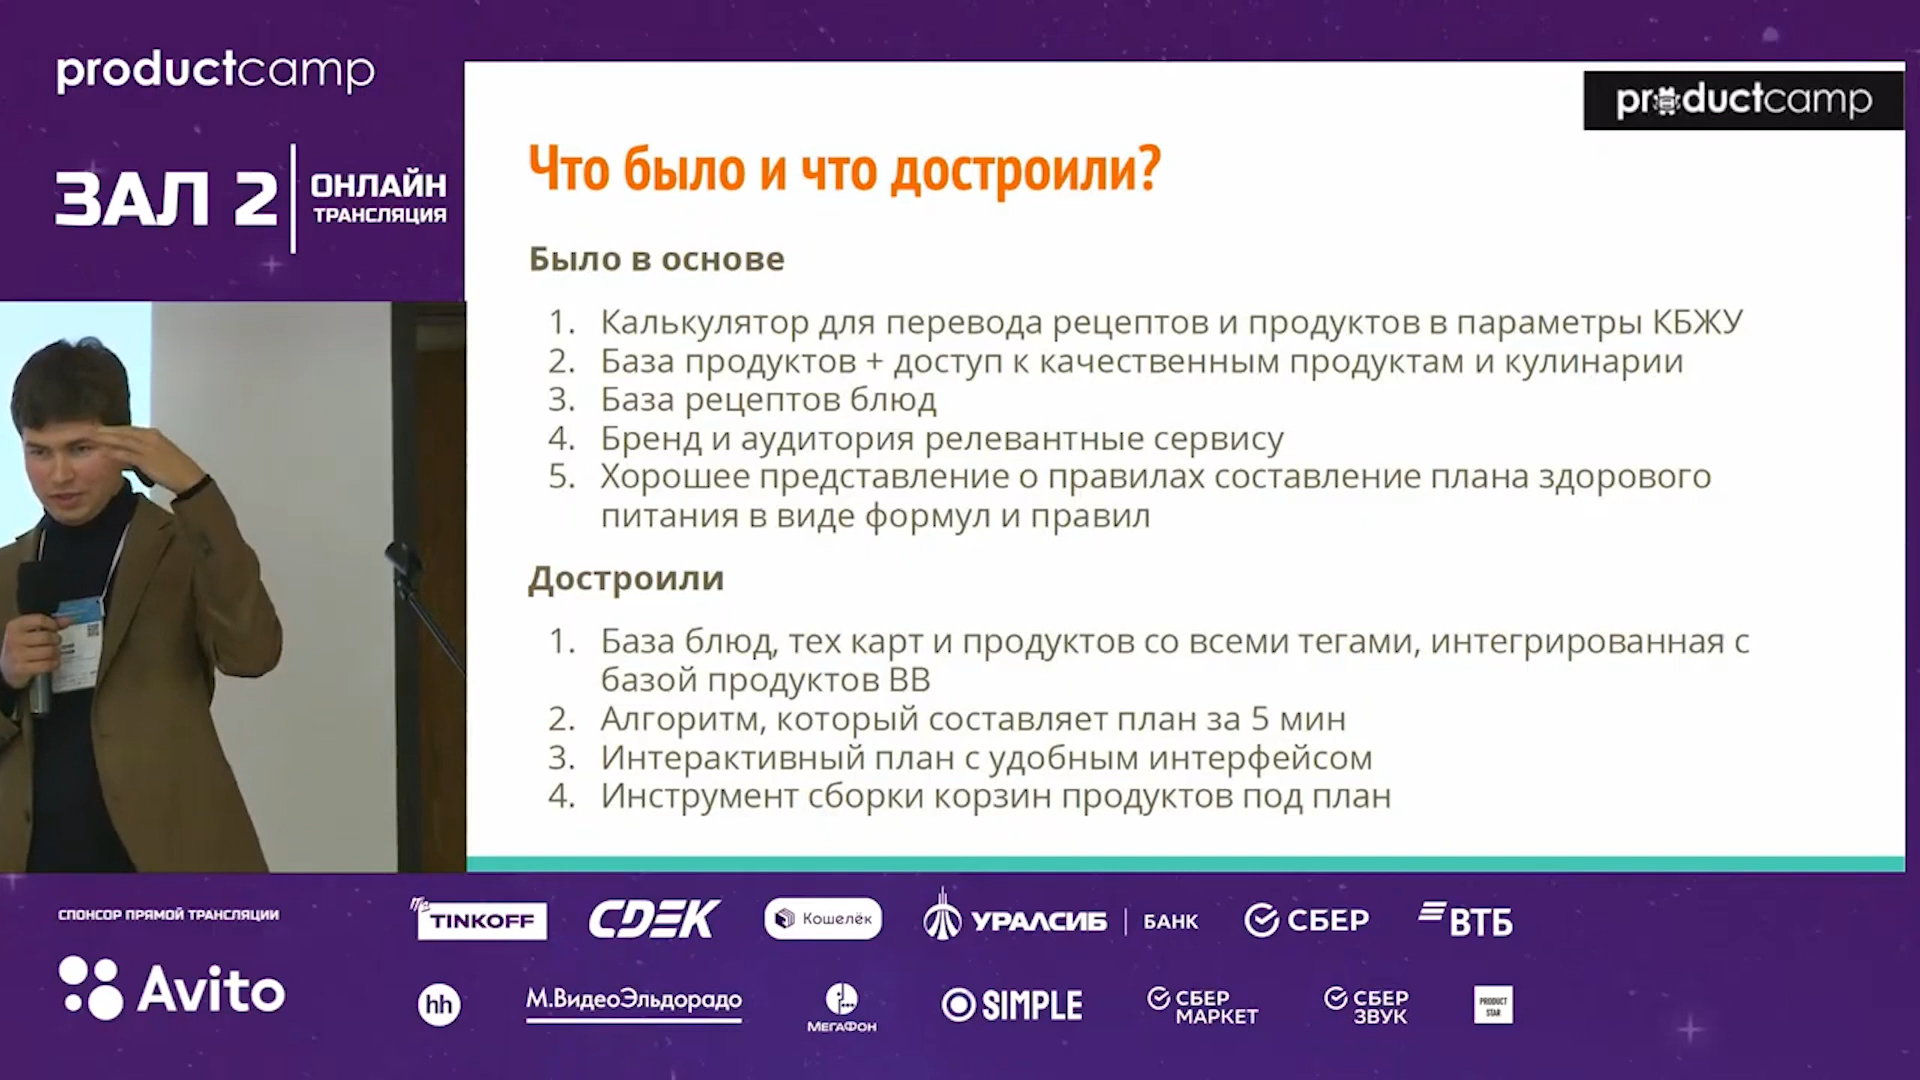 productcamp
ЗАЛ 2
ОНЛАЙН
ТРАНСЛЯЦИЯ
productcamp
Что было и что достроили?
Было в основе
1. Калькулятор для перевода рецептов и продуктов в параметры КБЖУ
2. База продуктов + доступ к качественным продуктам и кулинарии
3. База рецептов блюд
4. Бренд и аудитория релевантные сервису
5. Хорошее представление о правилах составление плана здорового
питания в виде формул и правил
Достроили
1. База блюд, тех карт и продуктов со всеми тегами, интегрированная с
базой продуктов ВВ
2. Алгоритм, который составляет план за 5 мин
3. Интерактивный план с удобным интерфейсом
4. Инструмент сборки корзин продуктов под план
СПОНСОР ПРЯМОЙ ТРАНСЛЯЦИИ
Avito
TINKOFF
CDEK
Кошелёк
УРАЛСИБ | БАНК
СБЕР
ВТБ
hh
М.ВидеоЭльдорадо
МЕГАФОН
SIMPLE
СБЕР
МАРКЕТ
СБЕР
ЗВУК
PRODUCT
STAR